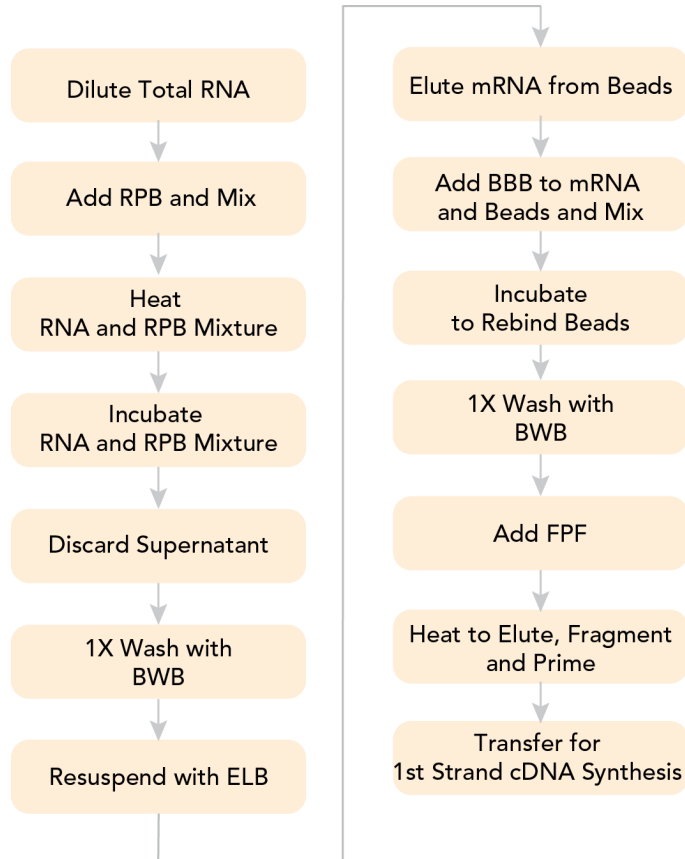 Dilute Total RNA
Add RPB and Mix
Heat
RNA and RPB Mixture
Incubate
RNA and RPB Mixture
Discard Supernatant
1X Wash with
BWB
Resuspend with ELB
Elute mRNA from Beads
Add BBB to mRNA
and Beads and Mix
Incubate
to Rebind Beads
1X Wash with
BWB
Add FPF
Heat to Elute, Fragment
and Prime
Transfer for
1st Strand cDNA Synthesis